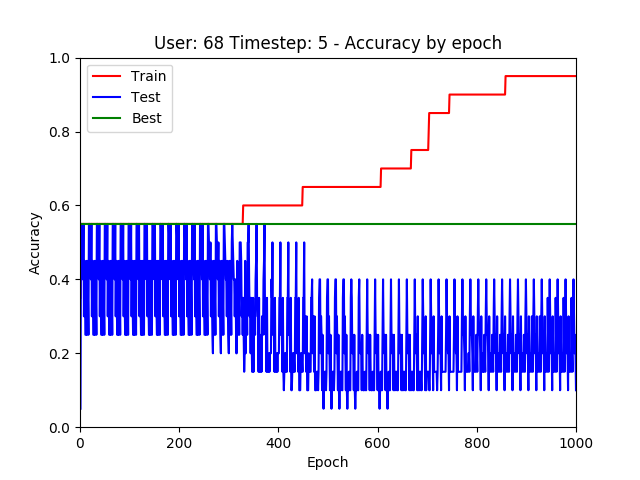 User: 68 Timestep: 5 - Accuracy by epoch
1.0
0.8
0.6
0.4
0.2
0.0
Accuracy
Train
Test
Best
0 200 400 600 800 1000
Epoch